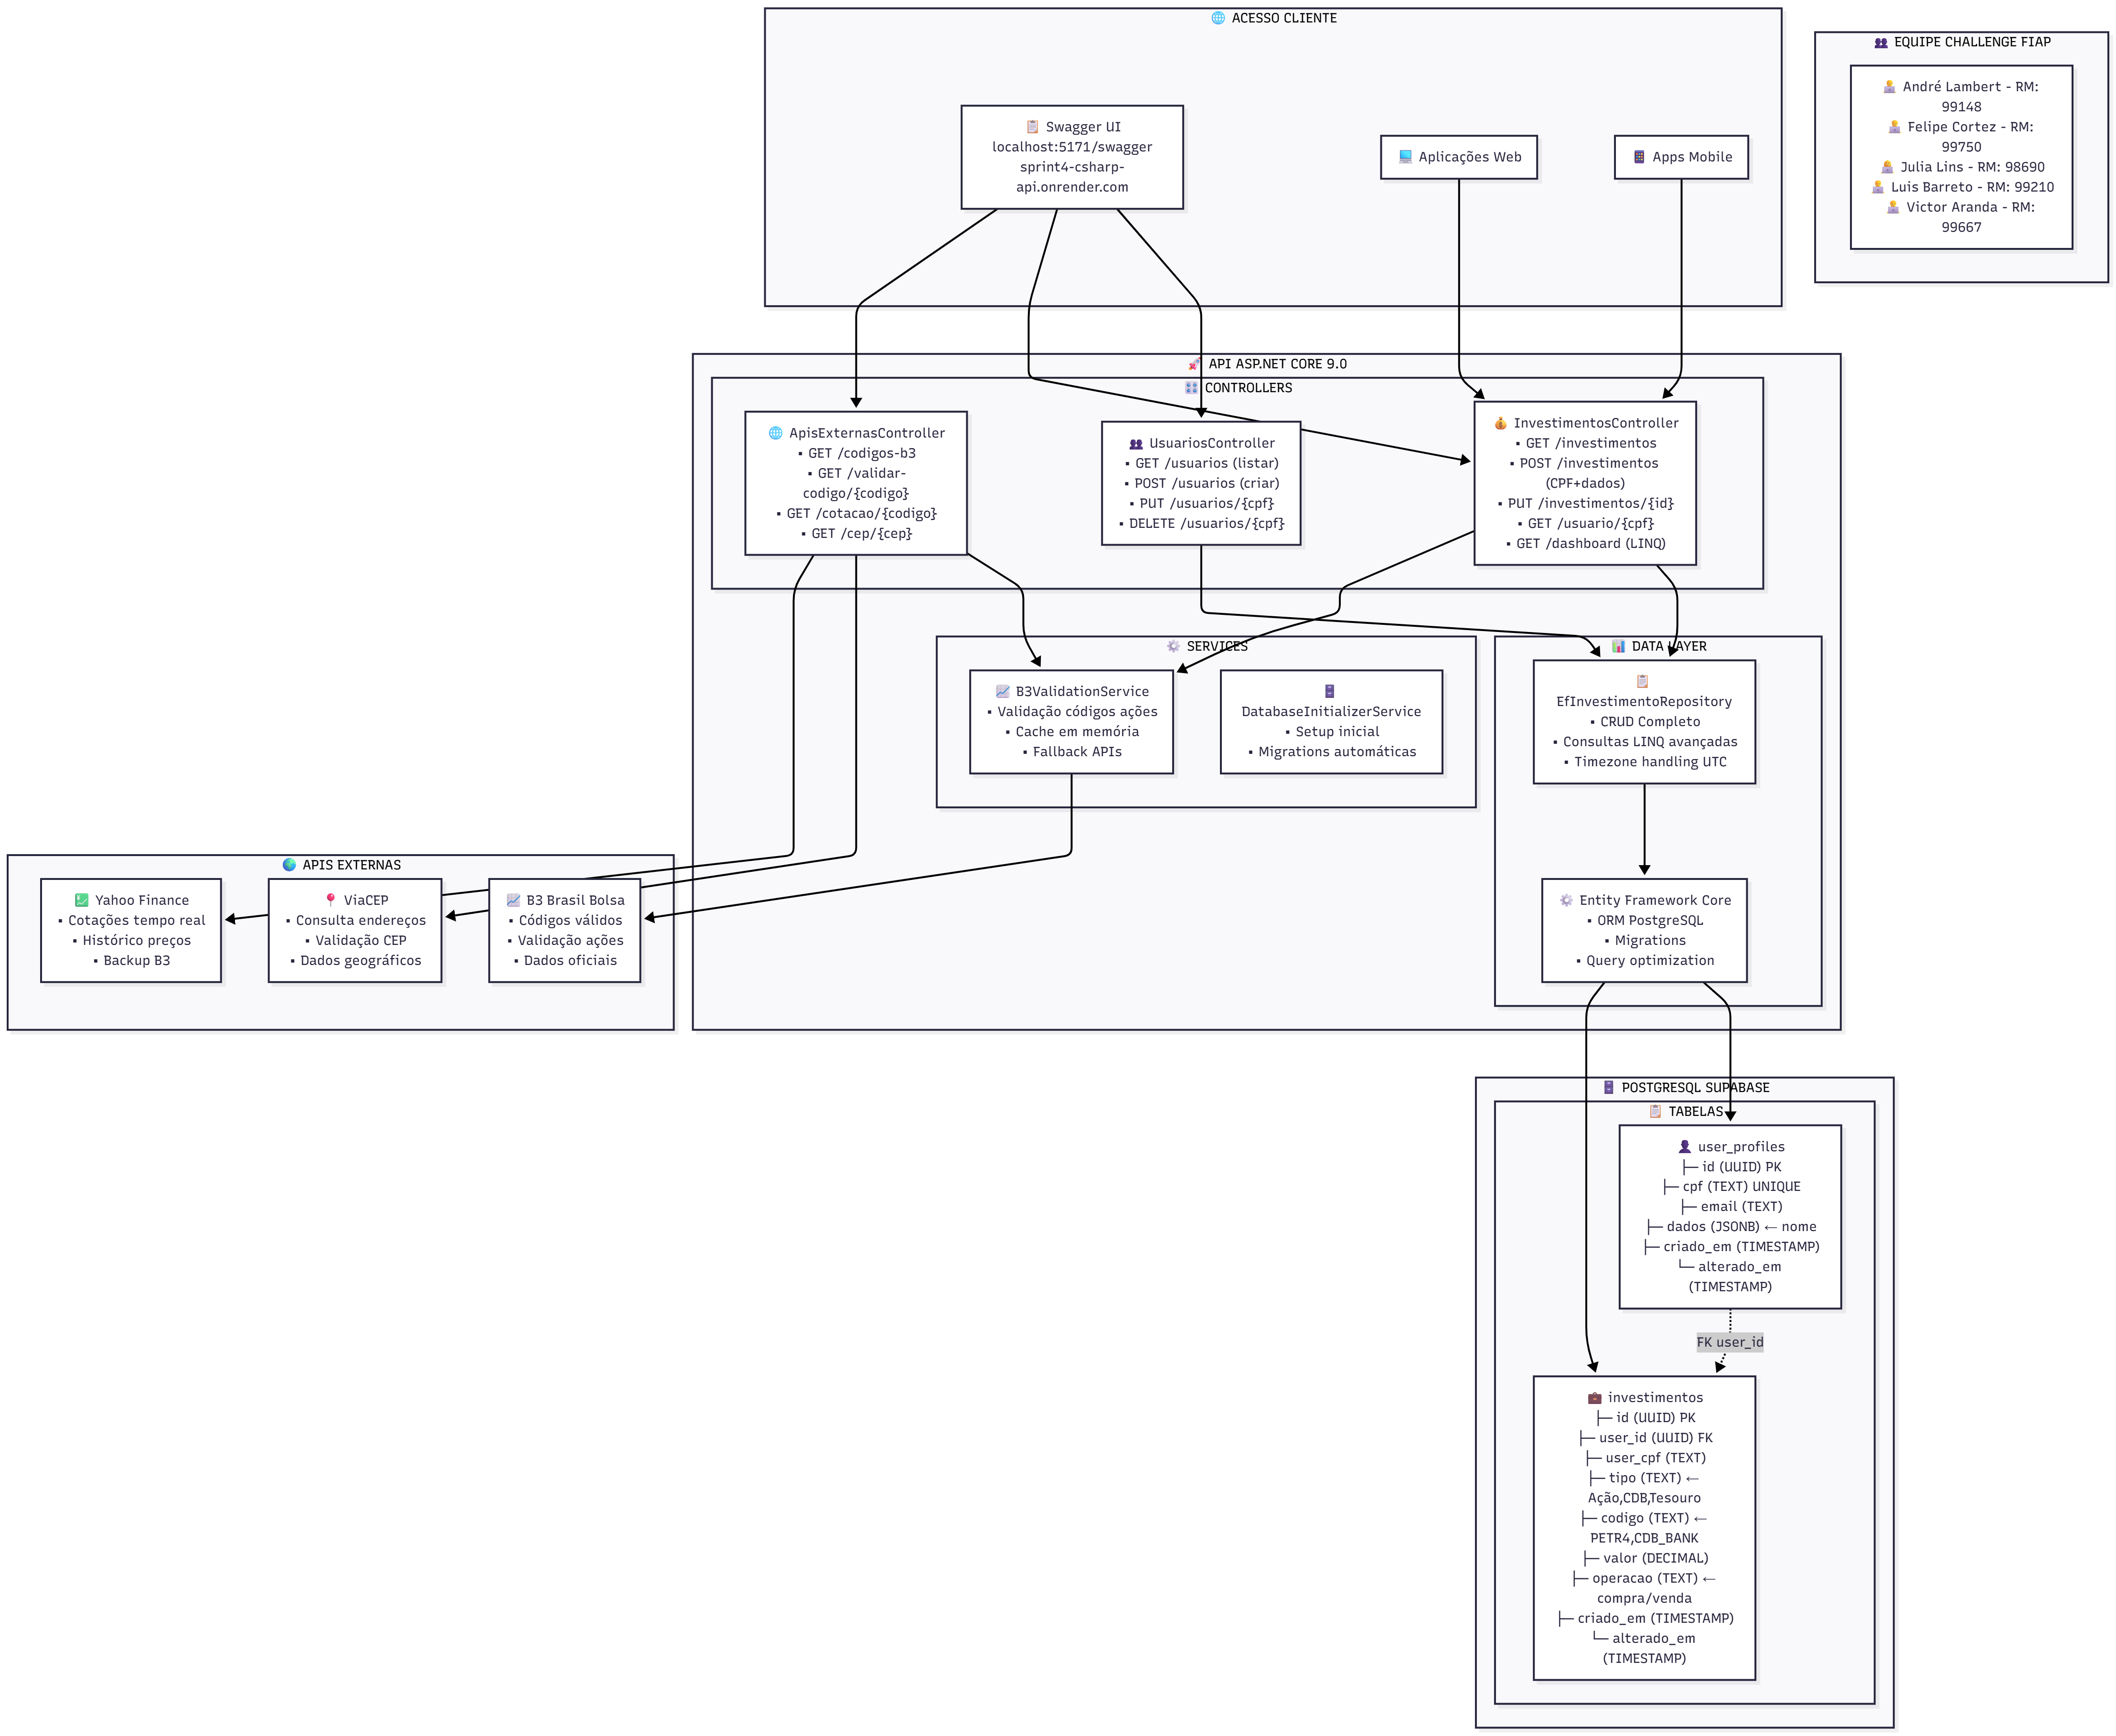 ACESSO CLIENTE
Swagger UI
localhost:5171/swagger
sprint4-csharp-
api.onrender.com
Aplicações Web
Apps Mobile
EQUIPE CHALLENGE FIAP
André Lambert - RM:
99148
Felipe Cortez - RM:
99750
Julia Lins - RM: 98690
Luis Barreto - RM: 99210
Victor Aranda - RM:
99667
API ASP.NET CORE 9.0
CONTROLLERS
ApisExternasController
▪ GET /codigos-b3
▪ GET /validar-
codigo/{codigo}
▪ GET /cotacao/{codigo}
▪ GET /cep/{cep}
UsuariosController
▪ GET /usuarios (listar)
▪ POST /usuarios (criar)
▪ PUT /usuarios/{cpf}
▪ DELETE /usuarios/{cpf}
InvestimentosController
▪ GET /investimentos
▪ POST /investimentos
(CPF+dados)
▪ PUT /investimentos/{id}
▪ GET /usuario/{cpf}
▪ GET /dashboard (LINQ)
SERVICES
B3ValidationService
▪ Validação códigos ações
▪ Cache em memória
▪ Fallback APIs
DatabaseInitializerService
▪ Setup inicial
▪ Migrations automáticas
DATA LAYER
EfInvestimentoRepository
▪ CRUD Completo
▪ Consultas LINQ avançadas
▪ Timezone handling UTC
Entity Framework Core
▪ ORM PostgreSQL
▪ Migrations
▪ Query optimization
APIS EXTERNAS
Yahoo Finance
▪ Cotações tempo real
▪ Histórico preços
▪ Backup B3
ViaCEP
▪ Consulta endereços
▪ Validação CEP
▪ Dados geográficos
B3 Brasil Bolsa
▪ Códigos válidos
▪ Validação ações
▪ Dados oficiais
POSTGRESQL SUPABASE
TABELAS
user_profiles
├─ id (UUID) PK
├─ cpf (TEXT) UNIQUE
├─ email (TEXT)
├─ dados (JSONB) ← nome
├─ criado_em (TIMESTAMP)
└─ alterado_em
(TIMESTAMP)
FK user_id
investimentos
├─ id (UUID) PK
├─ user_id (UUID) FK
├─ user_cpf (TEXT)
├─ tipo (TEXT) ←
Ação,CDB,Tesouro
├─ codigo (TEXT) ←
PETR4,CDB_BANK
├─ valor (DECIMAL)
├─ operacao (TEXT) ←
compra/venda
├─ criado_em (TIMESTAMP)
└─ alterado_em
(TIMESTAMP)